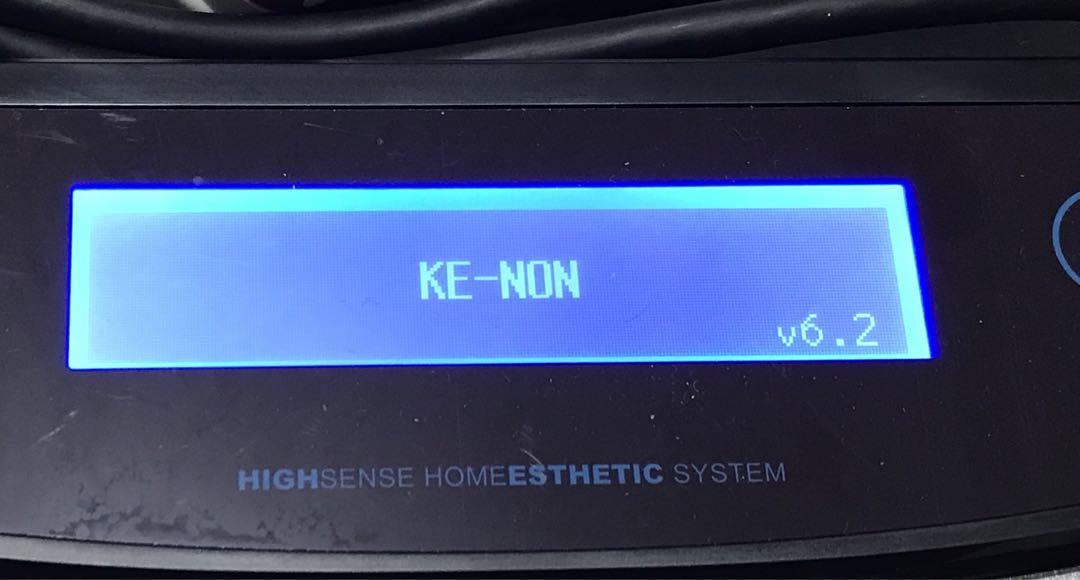 KE-NON
v6.2
HIGHSENSE HOMEESTHETIC SYSTEM